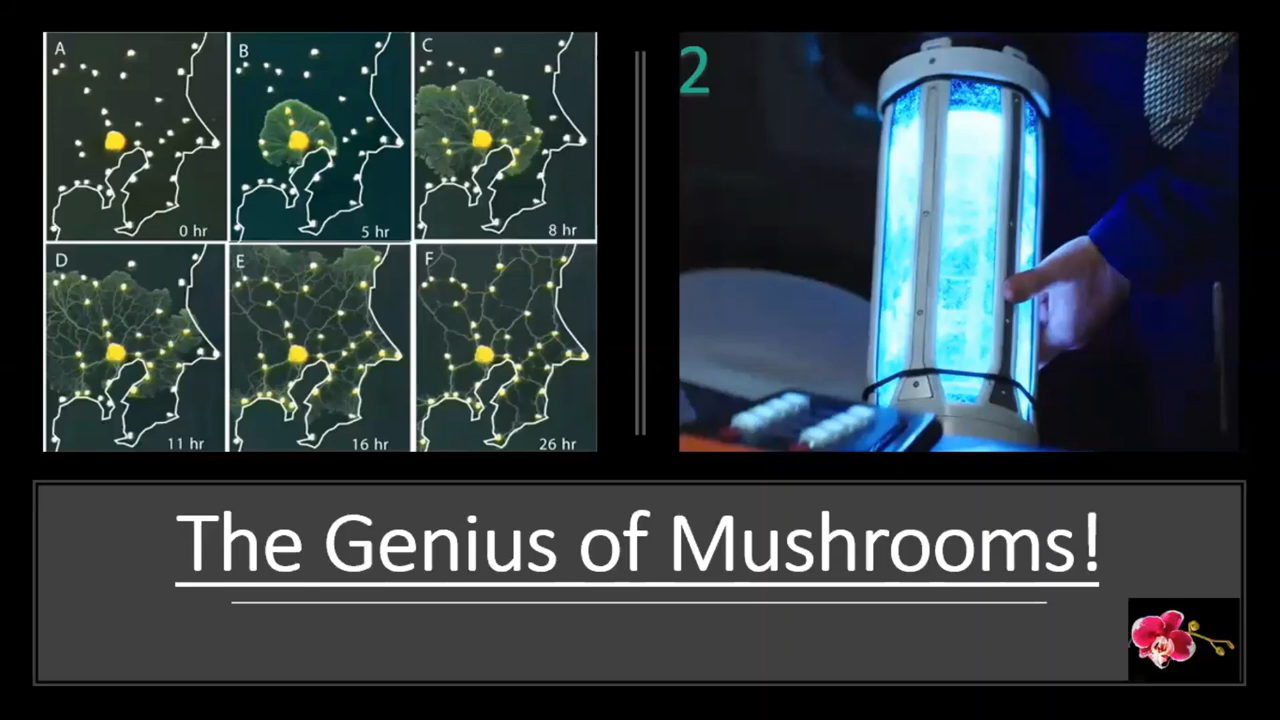 A
B
C
0 hr
5 hr
8 hr
D
E
F
11 hr
16 hr
26 hr
2
The Genius of Mushrooms!